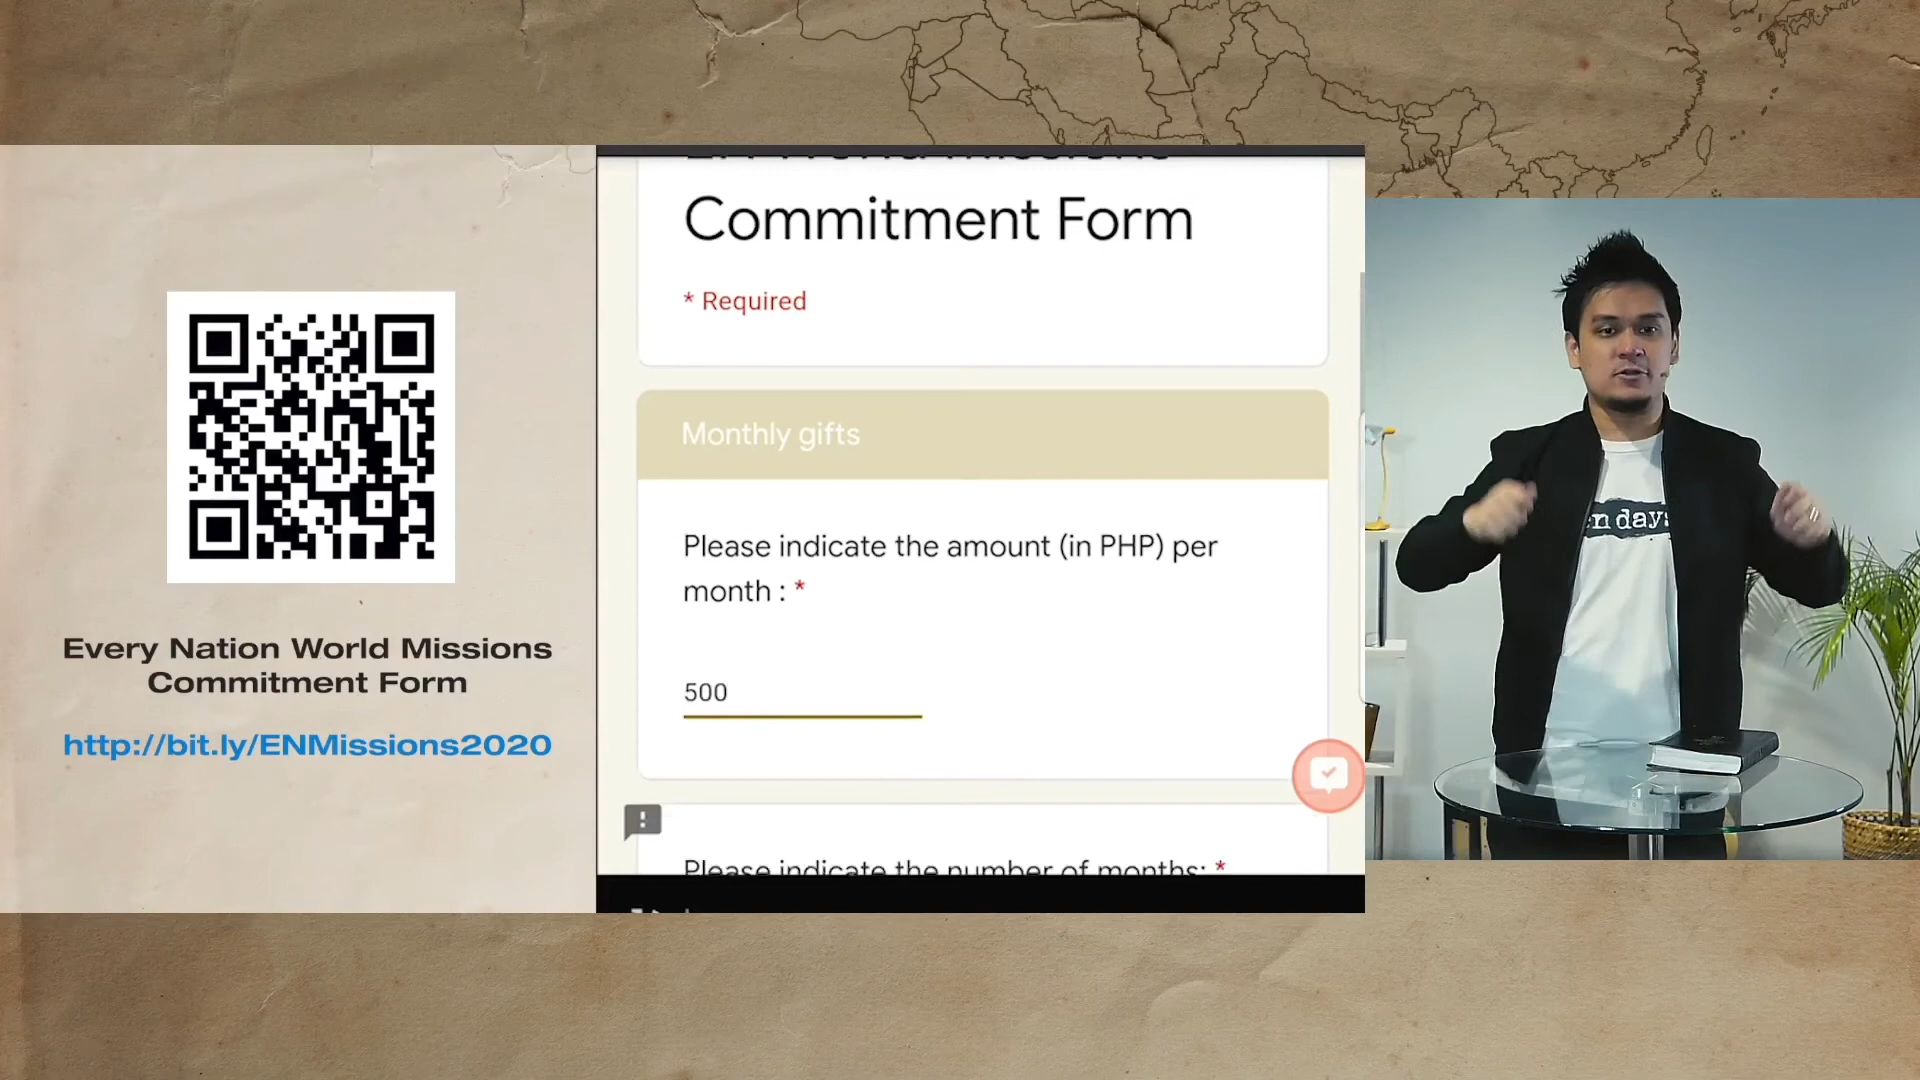 Every Nation World Missions
Commitment Form
http://bit.ly/ENMissions2020
Commitment Form
* Required
Monthly gifts
Please indicate the amount (in PHP) per
month : *
500
Please indicate the number of months: *
n days